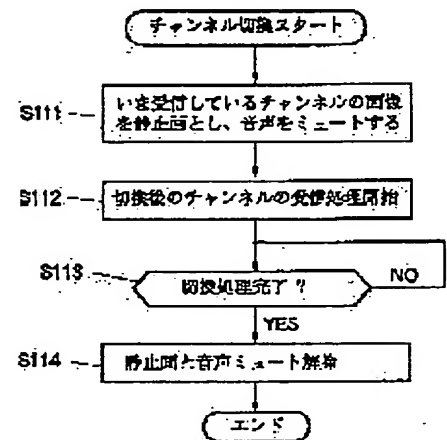 チャンネル切換スタート
S111
いま受付しているチャンネルの画像
を静止画とし、音声をミュートする
S112
切換後のチャンネルの受信処理開始
S113
切換処理完了?
NO
YES
S114
静止画と音声ミュート解除
エンド